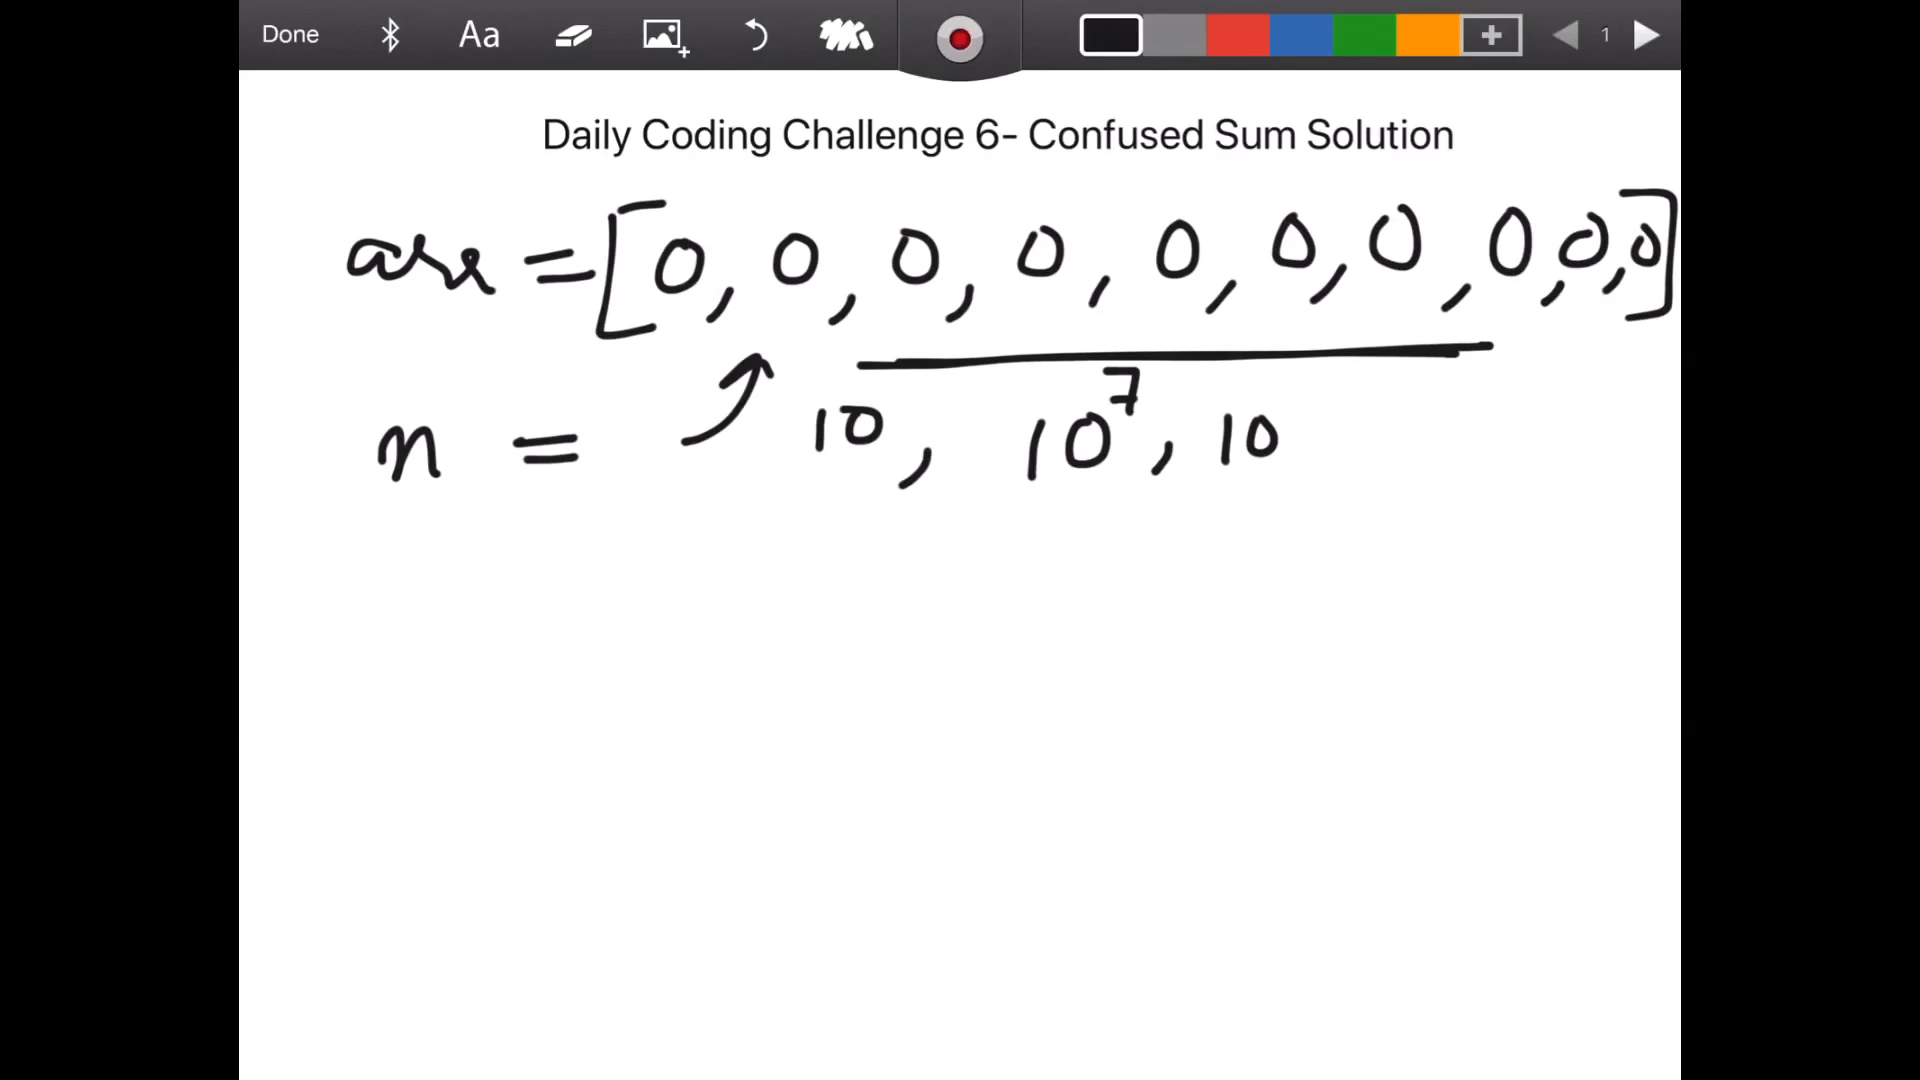 Done Aa 1
Daily Coding Challenge 6- Confused Sum Solution
arr = [0, 0, 0, 0, 0, 0, 0, 0, 0, 0]
n = 10, 10⁷, 10